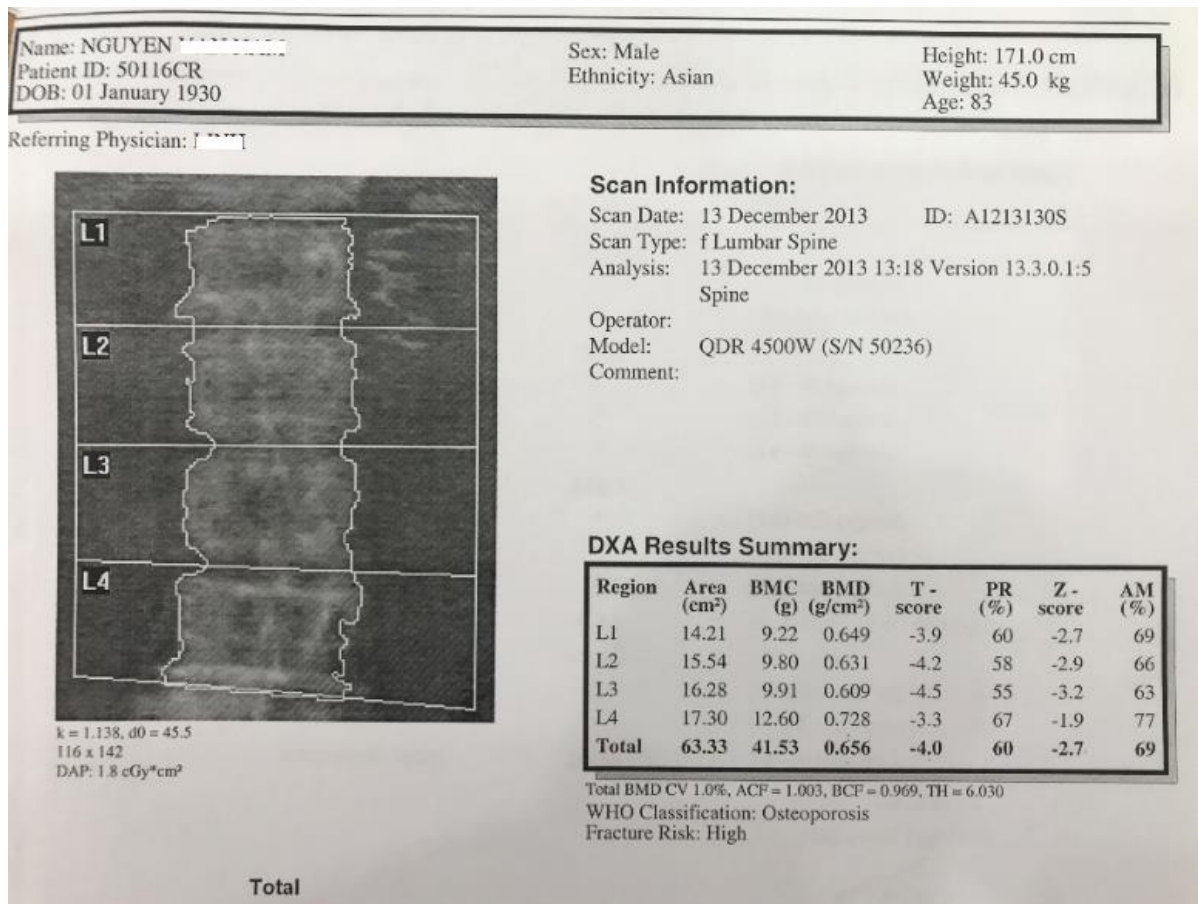 Name: NGUYEN
Patient ID: 50116CR
DOB: 01 January 1930
Sex: Male
Ethnicity: Asian
Height: 171.0 cm
Weight: 45.0 kg
Age: 83
Referring Physician:
L1
L2
L3
L4
k = 1.138, d0 = 45.5
116 x 142
DAP: 1.8 cGy*cm²
Scan Information:
Scan Date: 13 December 2013 ID: A1213130S
Scan Type: f Lumbar Spine
Analysis: 13 December 2013 13:18 Version 13.3.0.1:5
Spine
Operator:
Model: QDR 4500W (S/N 50236)
Comment:
DXA Results Summary:
Region Area BMC BMD T - PR Z - AM
(cm²) (g) (g/cm²) score (%) score (%)
L1 14.21 9.22 0.649 -3.9 60 -2.7 69
L2 15.54 9.80 0.631 -4.2 58 -2.9 66
L3 16.28 9.91 0.609 -4.5 55 -3.2 63
L4 17.30 12.60 0.728 -3.3 67 -1.9 77
Total 63.33 41.53 0.656 -4.0 60 -2.7 69
Total BMD CV 1.0%, ACF = 1.003, BCF = 0.969, TH = 6.030
WHO Classification: Osteoporosis
Fracture Risk: High
Total